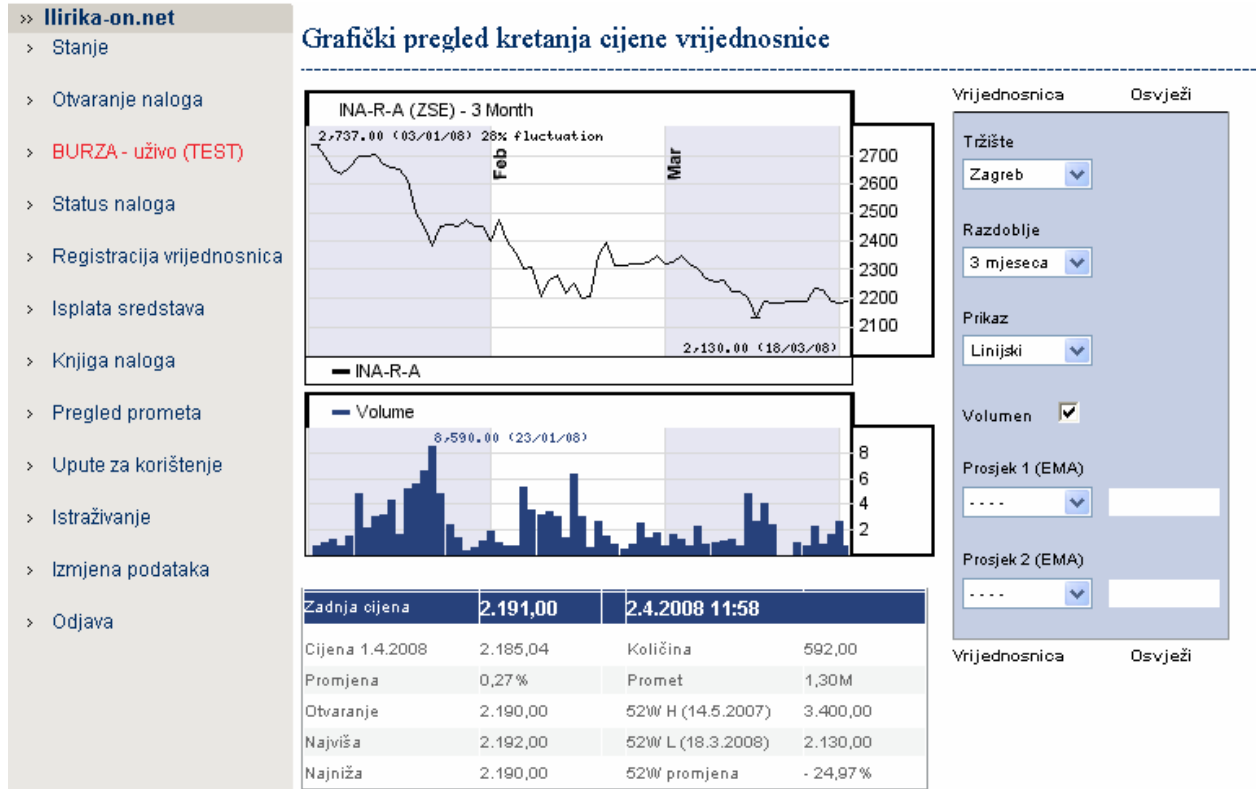 » Ilirika-on.net
› Stanje
› Otvaranje naloga
› BURZA - uživo (TEST)
› Status naloga
› Registracija vrijednosnica
› Isplata sredstava
› Knjiga naloga
› Pregled prometa
› Upute za korištenje
› Istraživanje
› Izmjena podataka
› Odjava
Grafički pregled kretanja cijene vrijednosnice
INA-R-A (ZSE) - 3 Month
2,737.00 (03/01/08) 28% fluctuation
Feb
Mar
2700
2600
2500
2400
2300
2200
2100
2,130.00 (18/03/08)
INA-R-A
Volume
8,590.00 (23/01/08)
8
6
4
2
Zadnja cijena 2.191,00 2.4.2008 11:58
Cijena 1.4.2008 2.185,04 Količina 592,00
Promjena 0,27% Promet 1,30M
Otvaranje 2.190,00 52W H (14.5.2007) 3.400,00
Najviša 2.192,00 52W L (18.3.2008) 2.130,00
Najniža 2.190,00 52W promjena - 24,97%
Vrijednosnica Osvježi
Tržište
Zagreb
Razdoblje
3 mjeseca
Prikaz
Linijski
Volumen
Prosjek 1 (EMA)
- - - -
Prosjek 2 (EMA)
- - - -
Vrijednosnica Osvježi